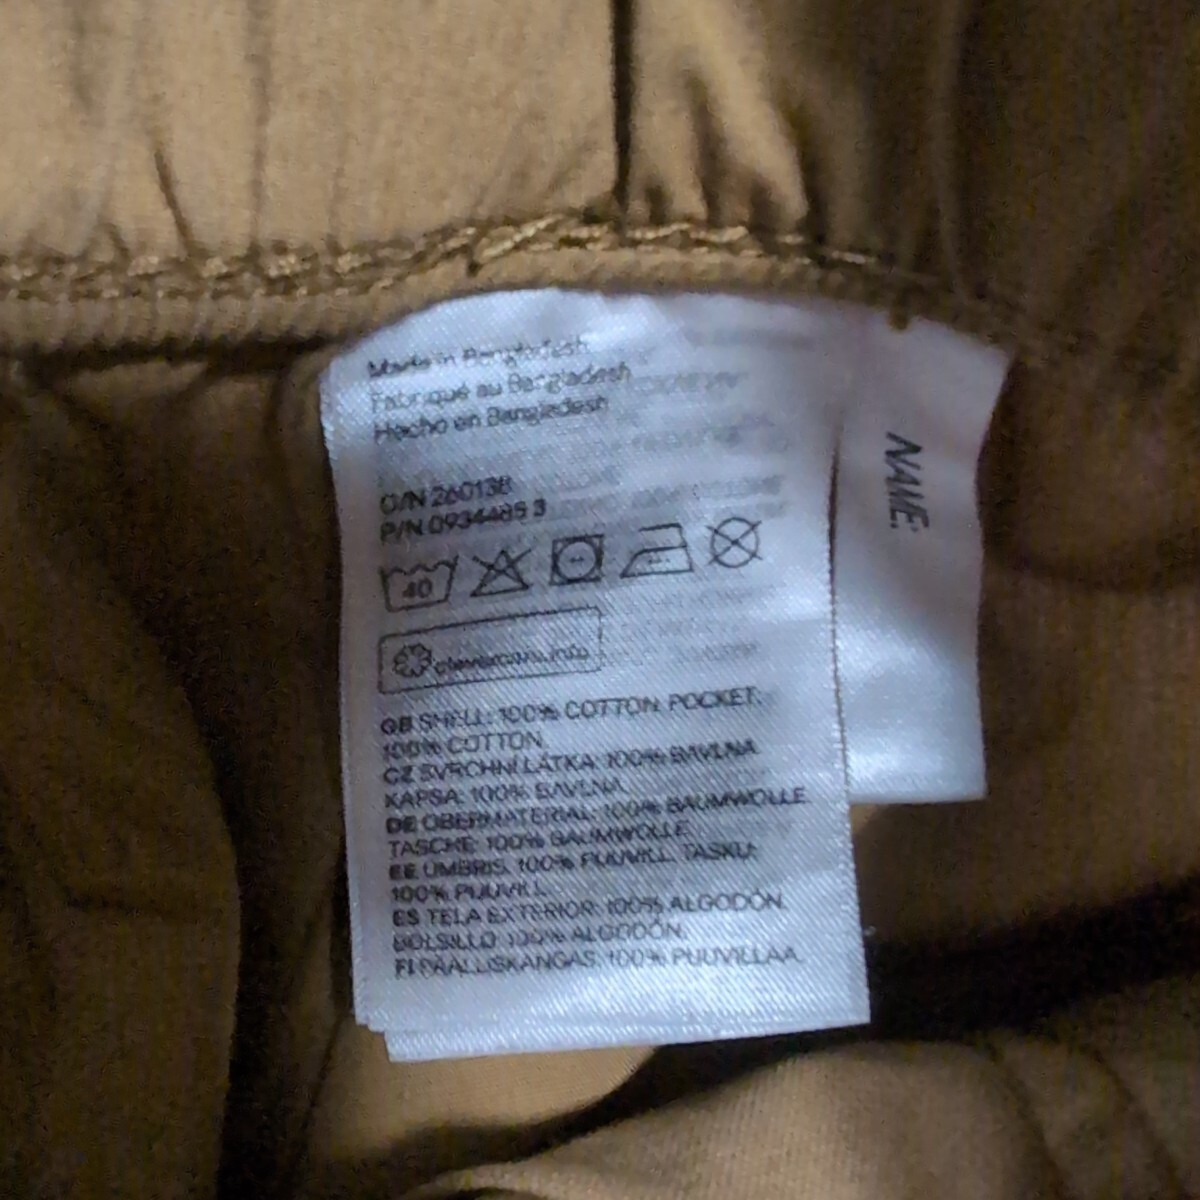 Made in Bangladesh
Fabriqué au Bangladesh
Hecho en Bangladesh
O/N 260138
P/N 0934485 3
40
clevercare.info
GB SHELL: 100% COTTON. POCKET:
100% COTTON.
CZ SVRCHNÍ LÁTKA: 100% BAVLNA.
KAPSA: 100% BAVLNA.
DE OBERMATERIAL: 100% BAUMWOLLE.
TASCHE: 100% BAUMWOLLE.
EE ÜMBRIS: 100% PUUVILL. TASKU:
100% PUUVILL.
ES TELA EXTERIOR: 100% ALGODÓN.
BOLSILLO: 100% ALGODÓN.
FI PÄÄLLISKANGAS: 100% PUUVILLAA.
NAME: